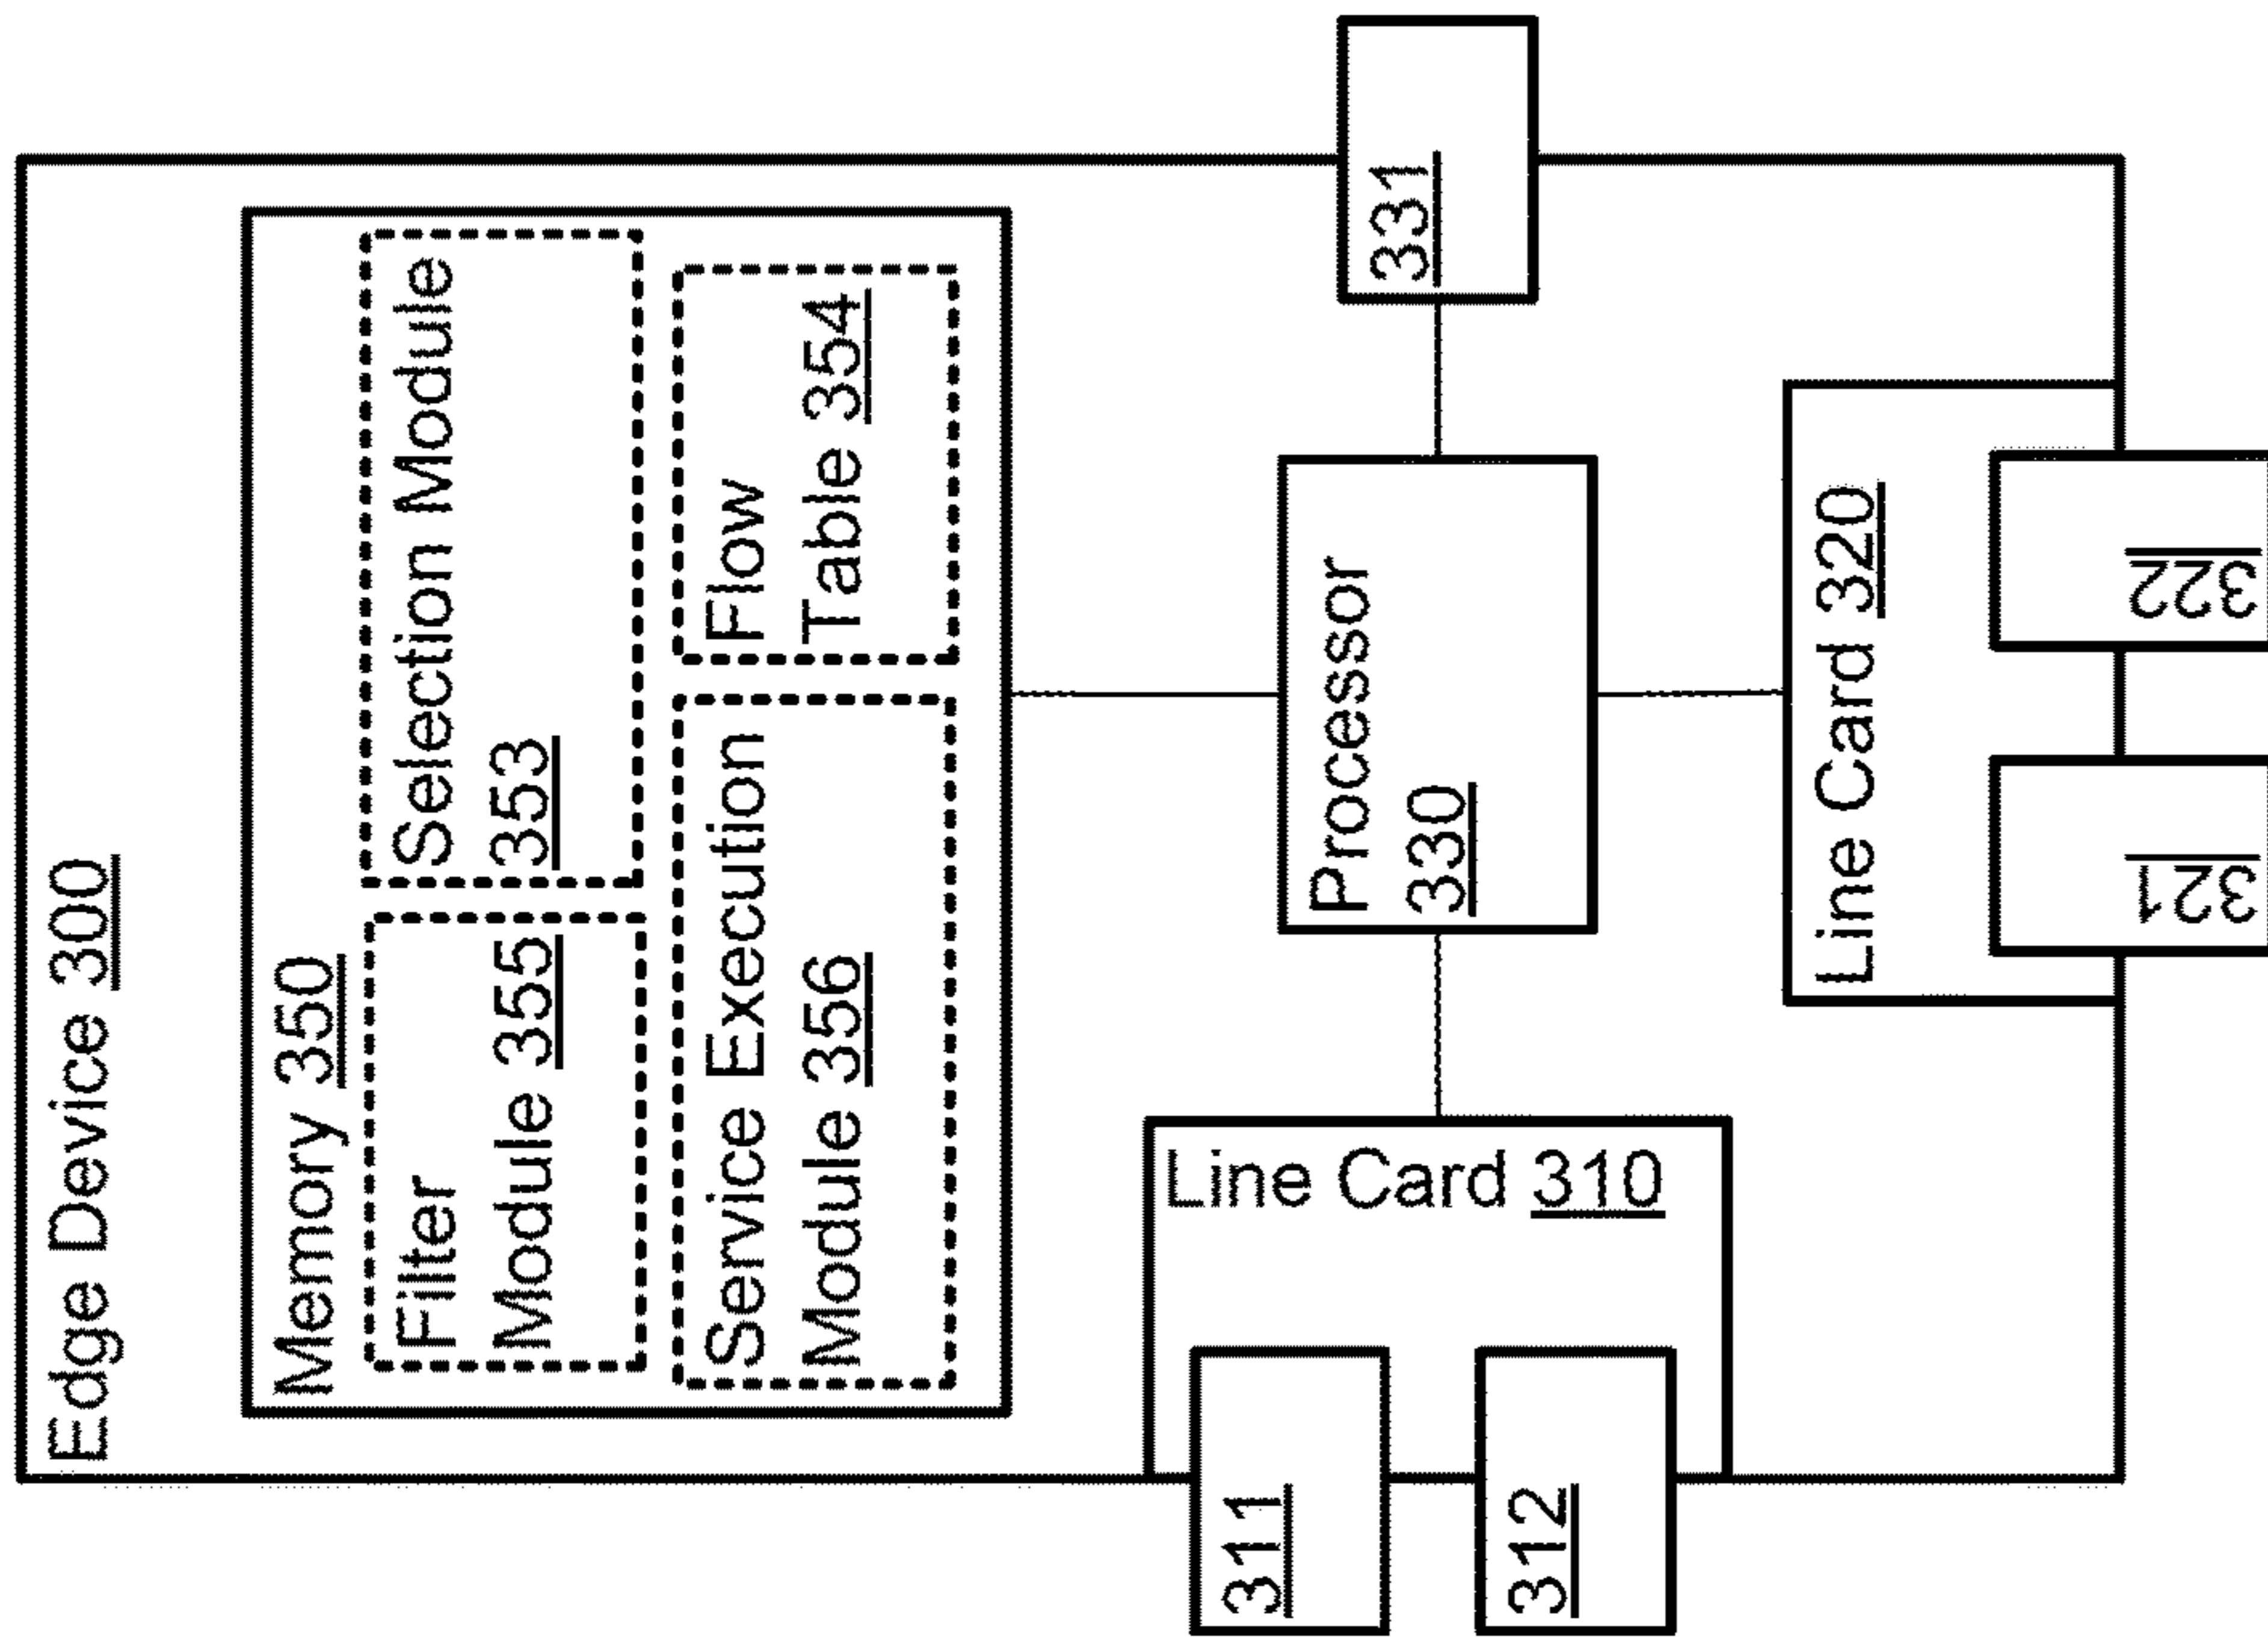 Edge Device 300
Memory 350
Filter
Module 355
Selection Module
353
Service Execution
Module 356
Flow
Table 354
Processor
330
331
Line Card 310
311
312
Line Card 320
321
322